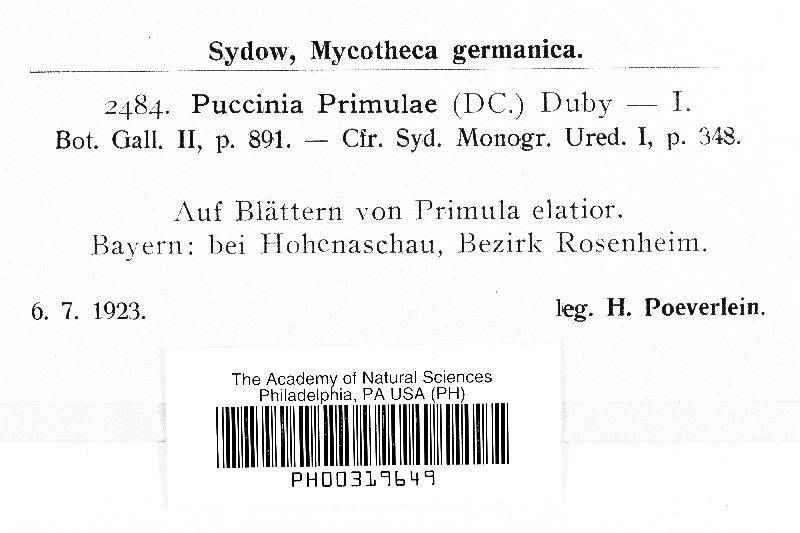 Sydow, Mycotheca germanica.
2484. Puccinia Primulae (DC.) Duby — I.
Bot. Gall. II, p. 891. — Cfr. Syd. Monogr. Ured. I, p. 348.
Auf Blättern von Primula elatior.
Bayern: bei Hohenaschau, Bezirk Rosenheim.
6. 7. 1923. leg. H. Poeverlein.
The Academy of Natural Sciences
Philadelphia, PA USA (PH)
PH00319649